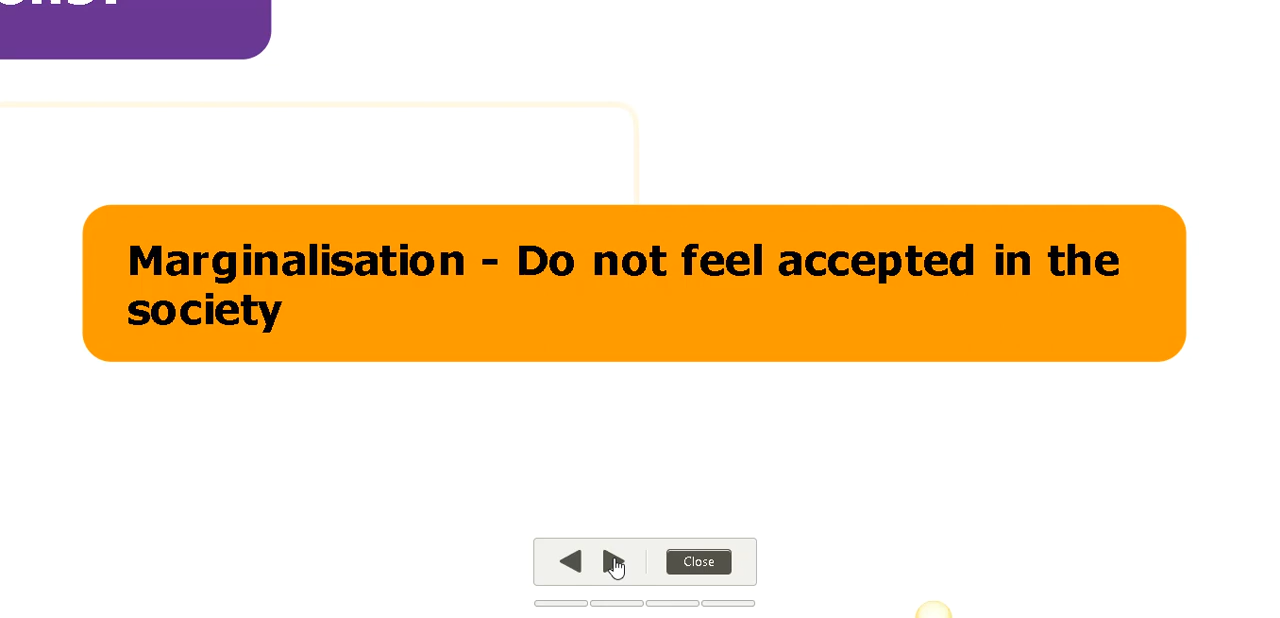 Marginalisation - Do not feel accepted in the
society
Close